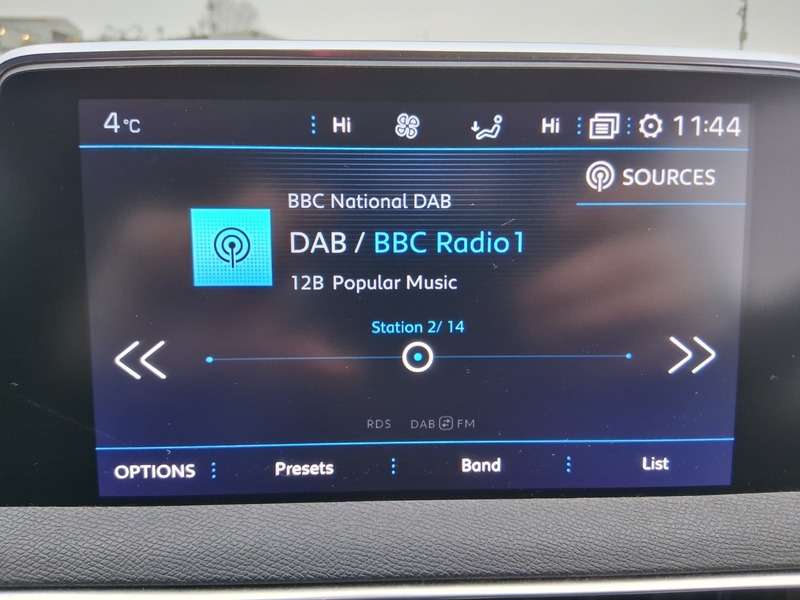 4°C Hi Hi 11:44
SOURCES
BBC National DAB
DAB / BBC Radio1
12B Popular Music
Station 2/ 14
RDS DAB FM
OPTIONS Presets Band List